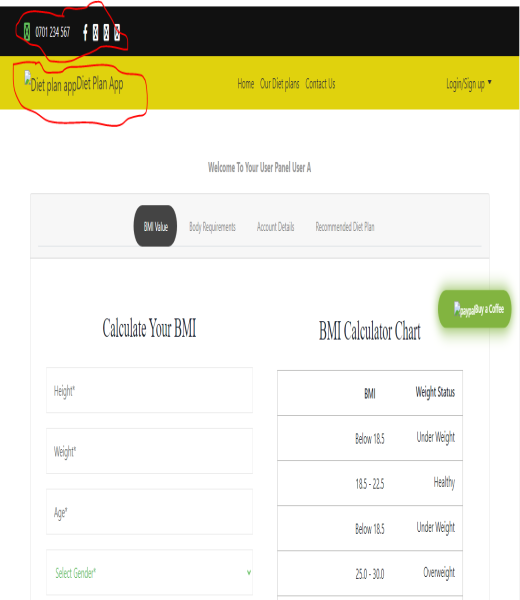 0701 234 567
Diet plan appDiet Plan App Home Our Diet plans Contact Us Login/Sign up
Welcome To Your User Panel User A
BMI Value Body Requirements Account Details Recommended Diet Plan
paypalBuy a Coffee
Calculate Your BMI
BMI Calculator Chart
Height*
Weight*
Age*
Select Gender*
BMI Weight Status
Below 18.5 Under Weight
18.5 - 22.5 Healthy
Below 18.5 Under Weight
25.0 - 30.0 Overweight